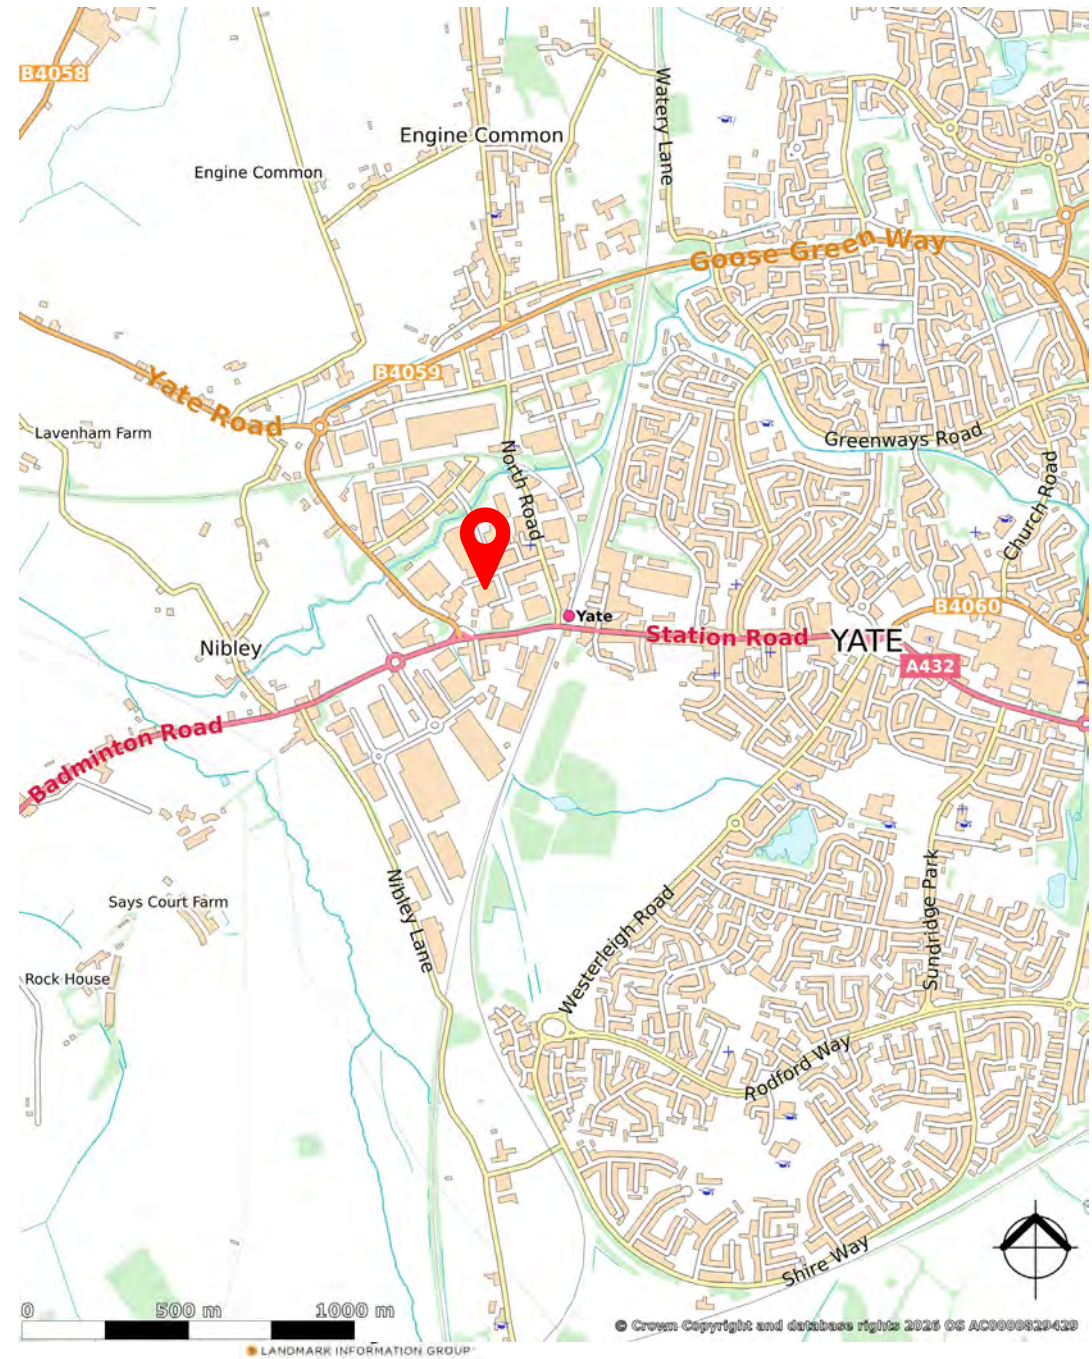 B4058
Watery Lane
Engine Common
Engine Common
Goose Green Way
B4059
Yate Road
Lavenham Farm
Greenways Road
North Road
Church Road
B4060
Yate
Station Road
YATE
Nibley
A432
Badminton Road
Nibley Lane
Sundridge Park
Says Court Farm
Westerleigh Road
Rock House
Rodford Way
Shire Way
0 500 m 1000 m
© Crown Copyright and database rights 2026 OS AC0000829429
LANDMARK INFORMATION GROUP